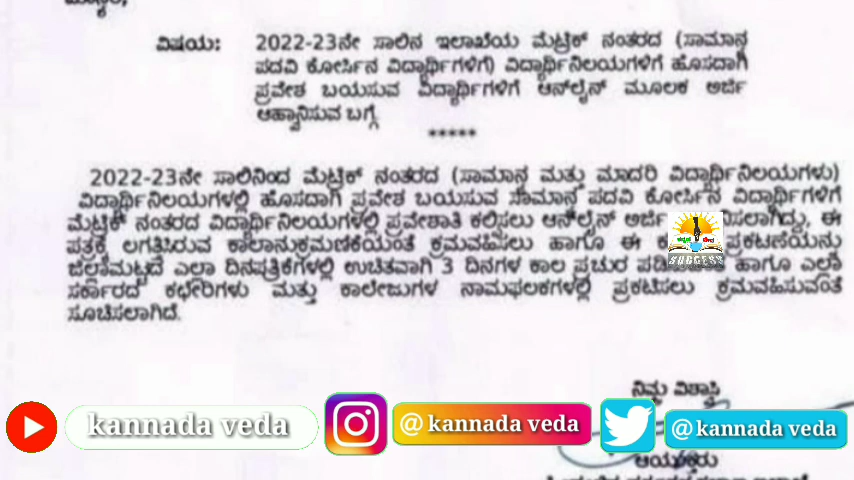 ವಿಷಯ: 2022-23ನೇ ಸಾಲಿನ ಇಲಾಖೆಯ ಮೆಟ್ರಿಕ್ ನಂತರದ (ಸಾಮಾನ್ಯ
ಪದವಿ ಕೋರ್ಸಿನ ವಿದ್ಯಾರ್ಥಿಗಳಿಗೆ) ವಿದ್ಯಾರ್ಥಿನಿಲಯಗಳಿಗೆ ಹೊಸದಾಗಿ
ಪ್ರವೇಶ ಬಯಸುವ ವಿದ್ಯಾರ್ಥಿಗಳಿಗೆ ಆನ್‌ಲೈನ್ ಮೂಲಕ ಅರ್ಜಿ
ಆಹ್ವಾನಿಸುವ ಬಗ್ಗೆ
*****
2022-23ನೇ ಸಾಲಿನಿಂದ ಮೆಟ್ರಿಕ್ ನಂತರದ (ಸಾಮಾನ್ಯ ಮತ್ತು ಮಾದರಿ ವಿದ್ಯಾರ್ಥಿನಿಲಯಗಳು)
ವಿದ್ಯಾರ್ಥಿನಿಲಯಗಳಲ್ಲಿ ಹೊಸದಾಗಿ ಪ್ರವೇಶ ಬಯಸುವ ಸಾಮಾನ್ಯ ಪದವಿ ಕೋರ್ಸಿನ ವಿದ್ಯಾರ್ಥಿಗಳಿಗೆ
ಮೆಟ್ರಿಕ್ ನಂತರದ ವಿದ್ಯಾರ್ಥಿನಿಲಯಗಳಲ್ಲಿ ಪ್ರವೇಶಾತಿ ಕಲ್ಪಿಸಲು ಆನ್‌ಲೈನ್ ಅರ್ಜಿ ಈ
ಪತ್ರಕ್ಕೆ ಲಗತ್ತಿಸಿರುವ ಕಾಲಾನುಕ್ರಮಣಿಕೆಯಂತೆ ಕ್ರಮವಹಿಸಲು ಹಾಗೂ ಈ ಪ್ರಕಟಣೆಯನ್ನು
ಜಿಲ್ಲಾಮಟ್ಟದ ಎಲ್ಲಾ ದಿನಪತ್ರಿಕೆಗಳಲ್ಲಿ ಉಚಿತವಾಗಿ 3 ದಿನಗಳ ಕಾಲ ಪ್ರಚುರ ಹಾಗೂ ಎಲ್ಲಾ
ಸರ್ಕಾರದ ಕಛೇರಿಗಳು ಮತ್ತು ಕಾಲೇಜುಗಳ ನಾಮಫಲಕಗಳಲ್ಲಿ ಪ್ರಕಟಿಸಲು ಕ್ರಮವಹಿಸುವಂತೆ
ಸೂಚಿಸಲಾಗಿದೆ.
SUCCESS
ನಿಮ್ಮ ವಿಶ್ವಾಸಿ
kannada veda
@ kannada veda
@kannada veda
ಆಯುಕ್ತರು